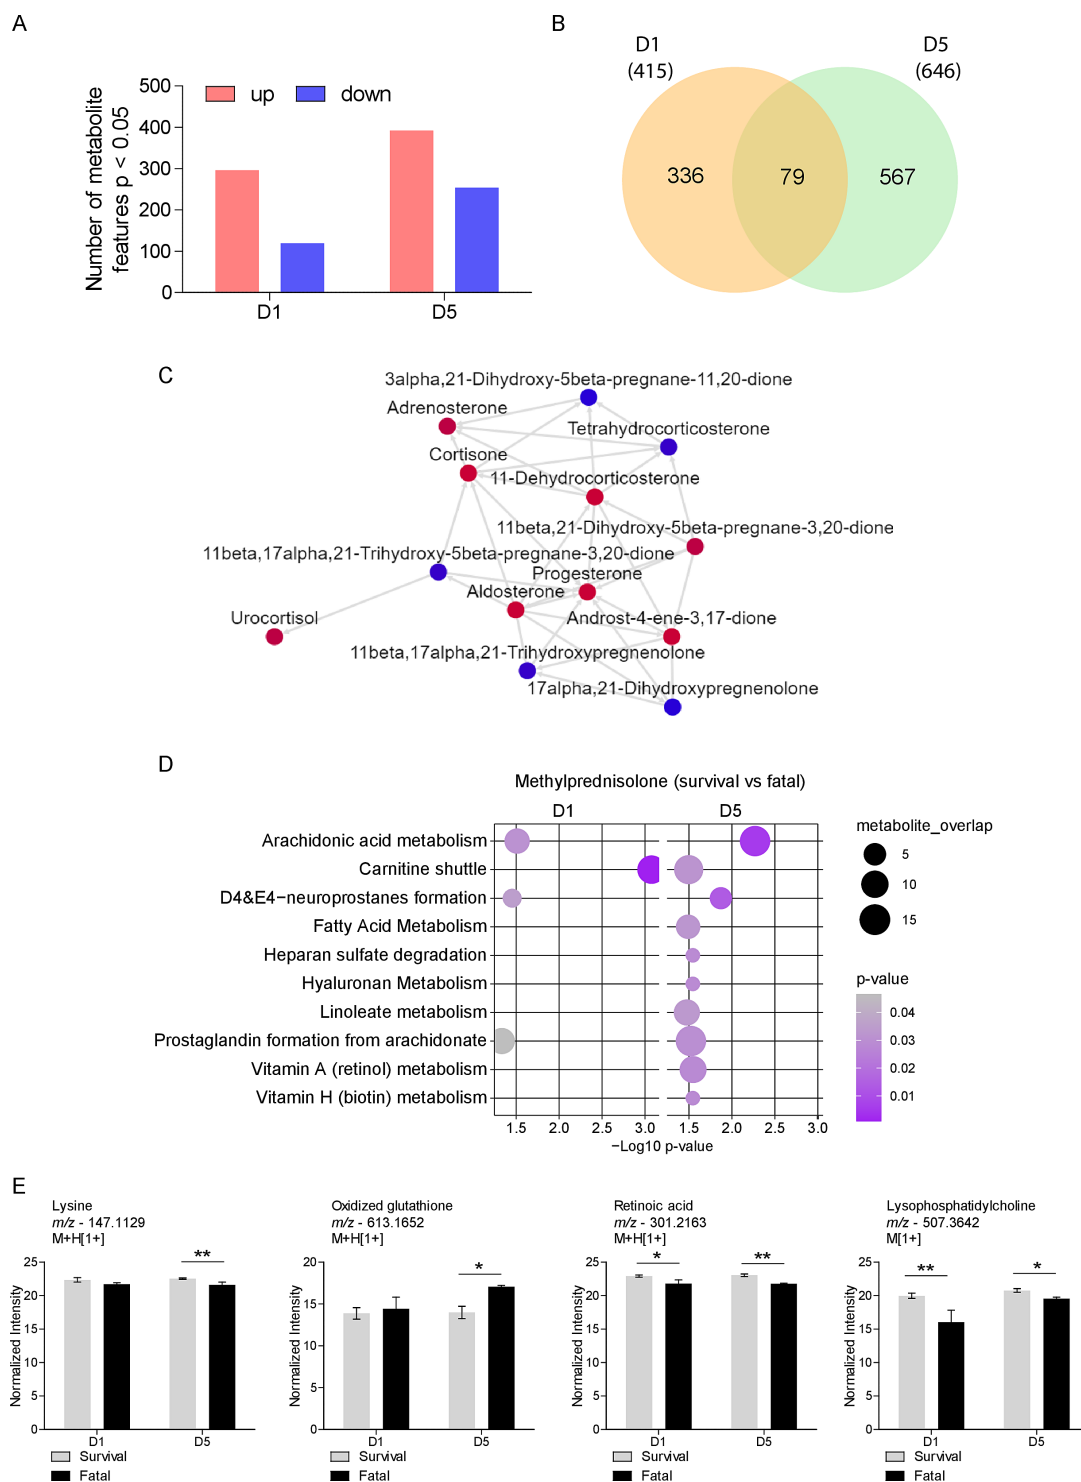 A
Number of metabolite
features p < 0.05
500
400
300
200
100
0
up
down
D1
D5
B
D1
(415)
D5
(646)
336
79
567
C
3alpha,21-Dihydroxy-5beta-pregnane-11,20-dione
Adrenosterone
Tetrahydrocorticosterone
Cortisone
11-Dehydrocorticosterone
11beta,21-Dihydroxy-5beta-pregnane-3,20-dione
11beta,17alpha,21-Trihydroxy-5beta-pregnane-3,20-dione
Progesterone
Aldosterone
Urocortisol
Androst-4-ene-3,17-dione
11beta,17alpha,21-Trihydroxypregnenolone
17alpha,21-Dihydroxypregnenolone
D
Methylprednisolone (survival vs fatal)
D1
D5
Arachidonic acid metabolism
Carnitine shuttle
D4&E4−neuroprostanes formation
Fatty Acid Metabolism
Heparan sulfate degradation
Hyaluronan Metabolism
Linoleate metabolism
Prostaglandin formation from arachidonate
Vitamin A (retinol) metabolism
Vitamin H (biotin) metabolism
1.5 2.0 2.5 3.0 1.5 2.0 2.5 3.0
−Log10 p-value
metabolite_overlap
5
10
15
p-value
0.04
0.03
0.02
0.01
E
Lysine
m/z - 147.1129
M+H[1+]
Normalized Intensity
25
20
15
10
5
0
**
D1
D5
Survival
Fatal
Oxidized glutathione
m/z - 613.1652
M+H[1+]
Normalized Intensity
20
15
10
5
0
*
D1
D5
Survival
Fatal
Retinoic acid
m/z - 301.2163
M+H[1+]
Normalized Intensity
25
20
15
10
5
0
*
**
D1
D5
Survival
Fatal
Lysophosphatidylcholine
m/z - 507.3642
M[1+]
Normalized Intensity
25
20
15
10
5
0
**
*
D1
D5
Survival
Fatal